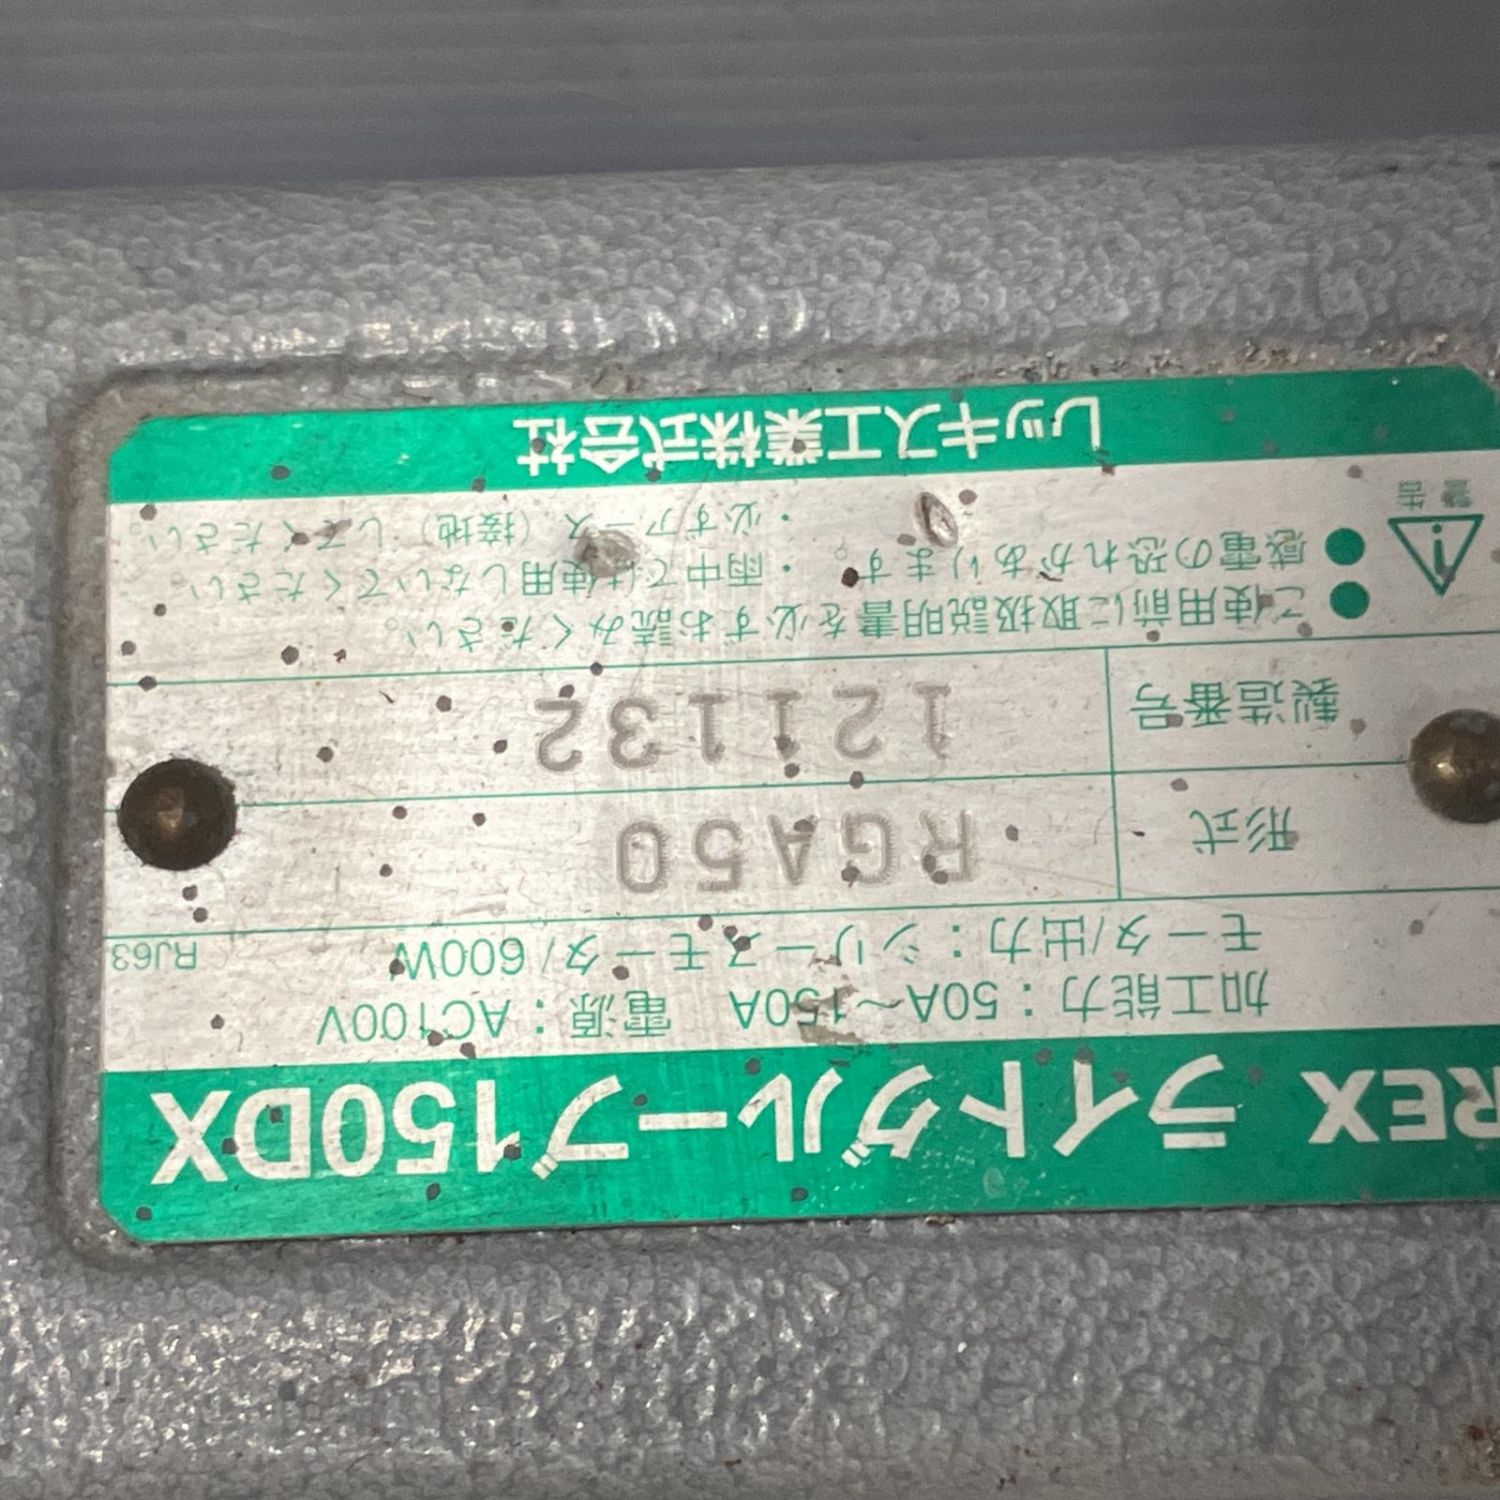 REX ライトグルーブ150DX
加工能力：50A〜150A 電源：AC100V
モータ/出力：シリースモータ/600W RJ63
形式 RGA50
製造番号 121132
警告
●ご使用前に取扱説明書を必ずお読みください。
●感電の恐れがあります。・雨中では使用しないでください。
・必ずアース（接地）してください。
レッキス工業株式会社